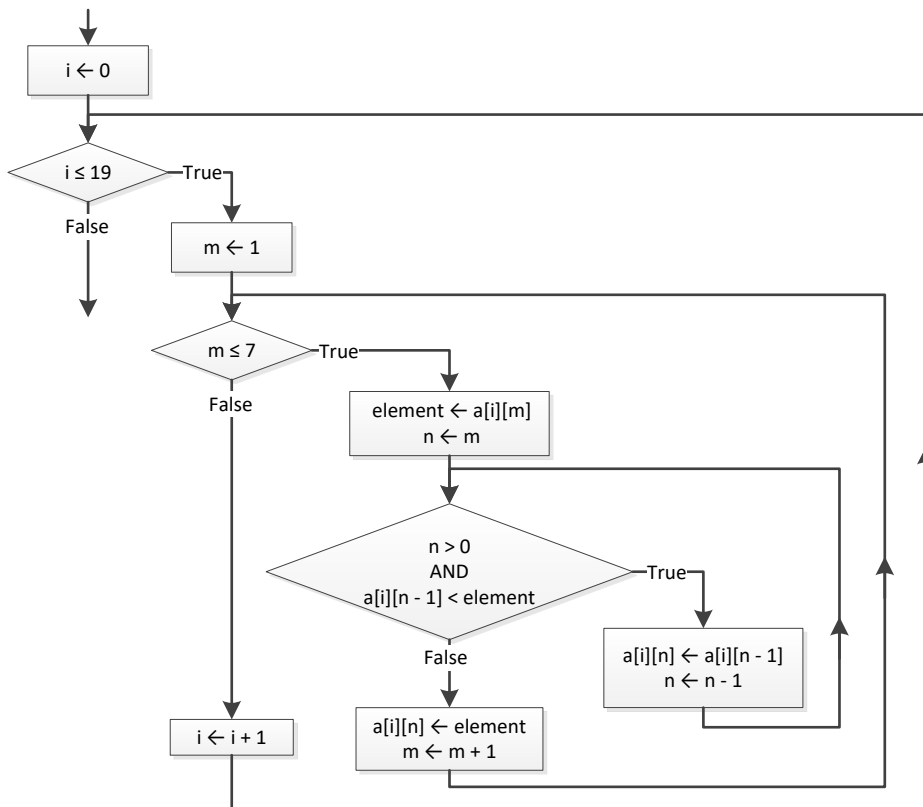 i ← 0
i ≤ 19
True
False
m ← 1
m ≤ 7
True
False
element ← a[i][m]
n ← m
n > 0
AND
a[i][n - 1] < element
True
False
a[i][n] ← a[i][n - 1]
n ← n - 1
a[i][n] ← element
m ← m + 1
i ← i + 1